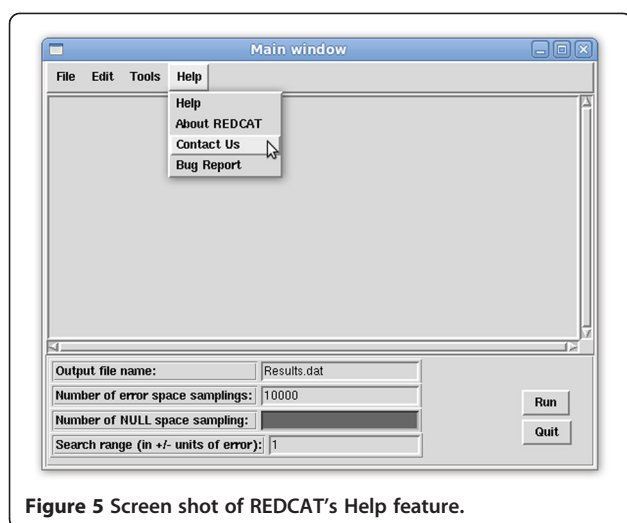 Main window
File Edit Tools Help
Help
About REDCAT
Contact Us
Bug Report
Output file name: Results.dat
Number of error space samplings: 10000
Number of NULL space sampling:
Search range (in +/- units of error): 1
Run
Quit
Figure 5 Screen shot of REDCAT's Help feature.